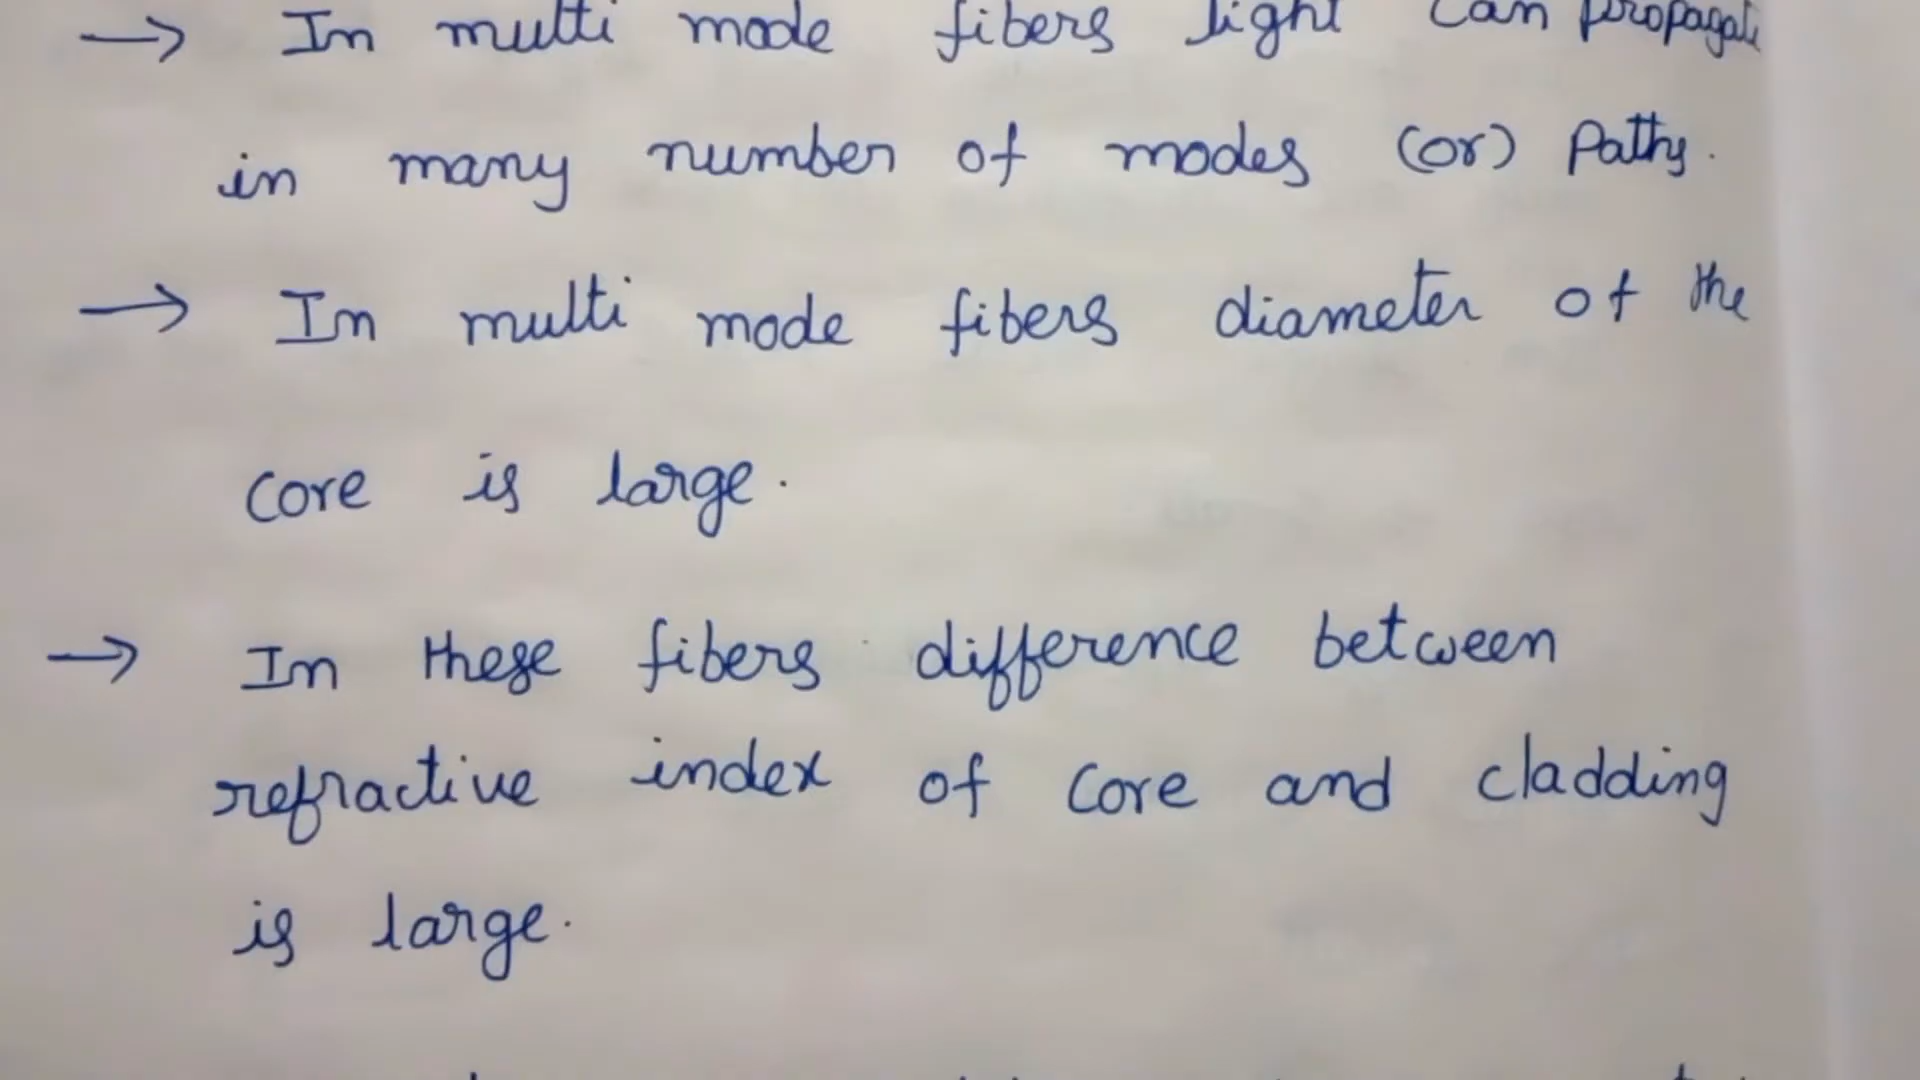 → In multi mode fibers light can propagate
in many number of modes (or) Paths.
→ In multi mode fibers diameter of the
core is large.
→ In these fibers difference between
refractive index of core and cladding
is large.